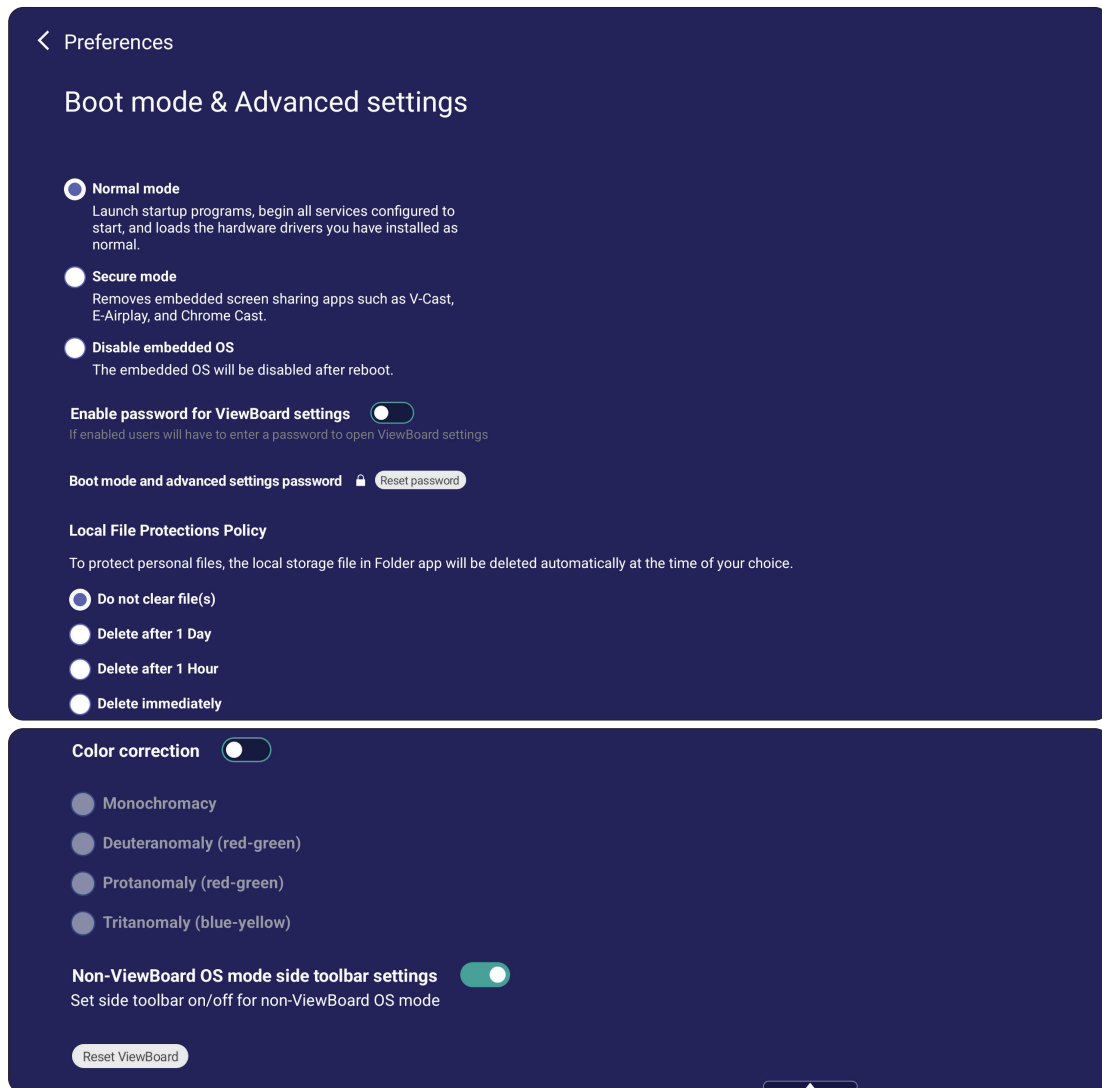 Preferences
Boot mode & Advanced settings
Normal mode
Launch startup programs, begin all services configured to
start, and loads the hardware drivers you have installed as
normal.
Secure mode
Removes embedded screen sharing apps such as V-Cast,
E-Airplay, and Chrome Cast.
Disable embedded OS
The embedded OS will be disabled after reboot.
Enable password for ViewBoard settings
If enabled users will have to enter a password to open ViewBoard settings
Boot mode and advanced settings password Reset password
Local File Protections Policy
To protect personal files, the local storage file in Folder app will be deleted automatically at the time of your choice.
Do not clear file(s)
Delete after 1 Day
Delete after 1 Hour
Delete immediately
Color correction
Monochromacy
Deuteranomaly (red-green)
Protanomaly (red-green)
Tritanomaly (blue-yellow)
Non-ViewBoard OS mode side toolbar settings
Set side toolbar on/off for non-ViewBoard OS mode
Reset ViewBoard